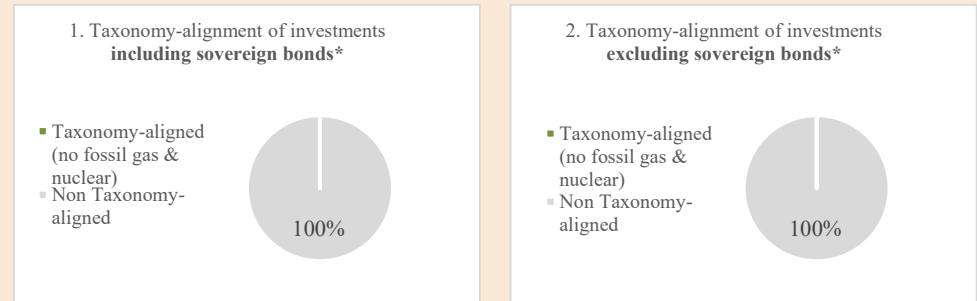 1. Taxonomy-alignment of investments
including sovereign bonds*
Taxonomy-aligned
(no fossil gas &
nuclear)
Non Taxonomy-
aligned
100%
2. Taxonomy-alignment of investments
excluding sovereign bonds*
Taxonomy-aligned
(no fossil gas &
nuclear)
Non Taxonomy-
aligned
100%